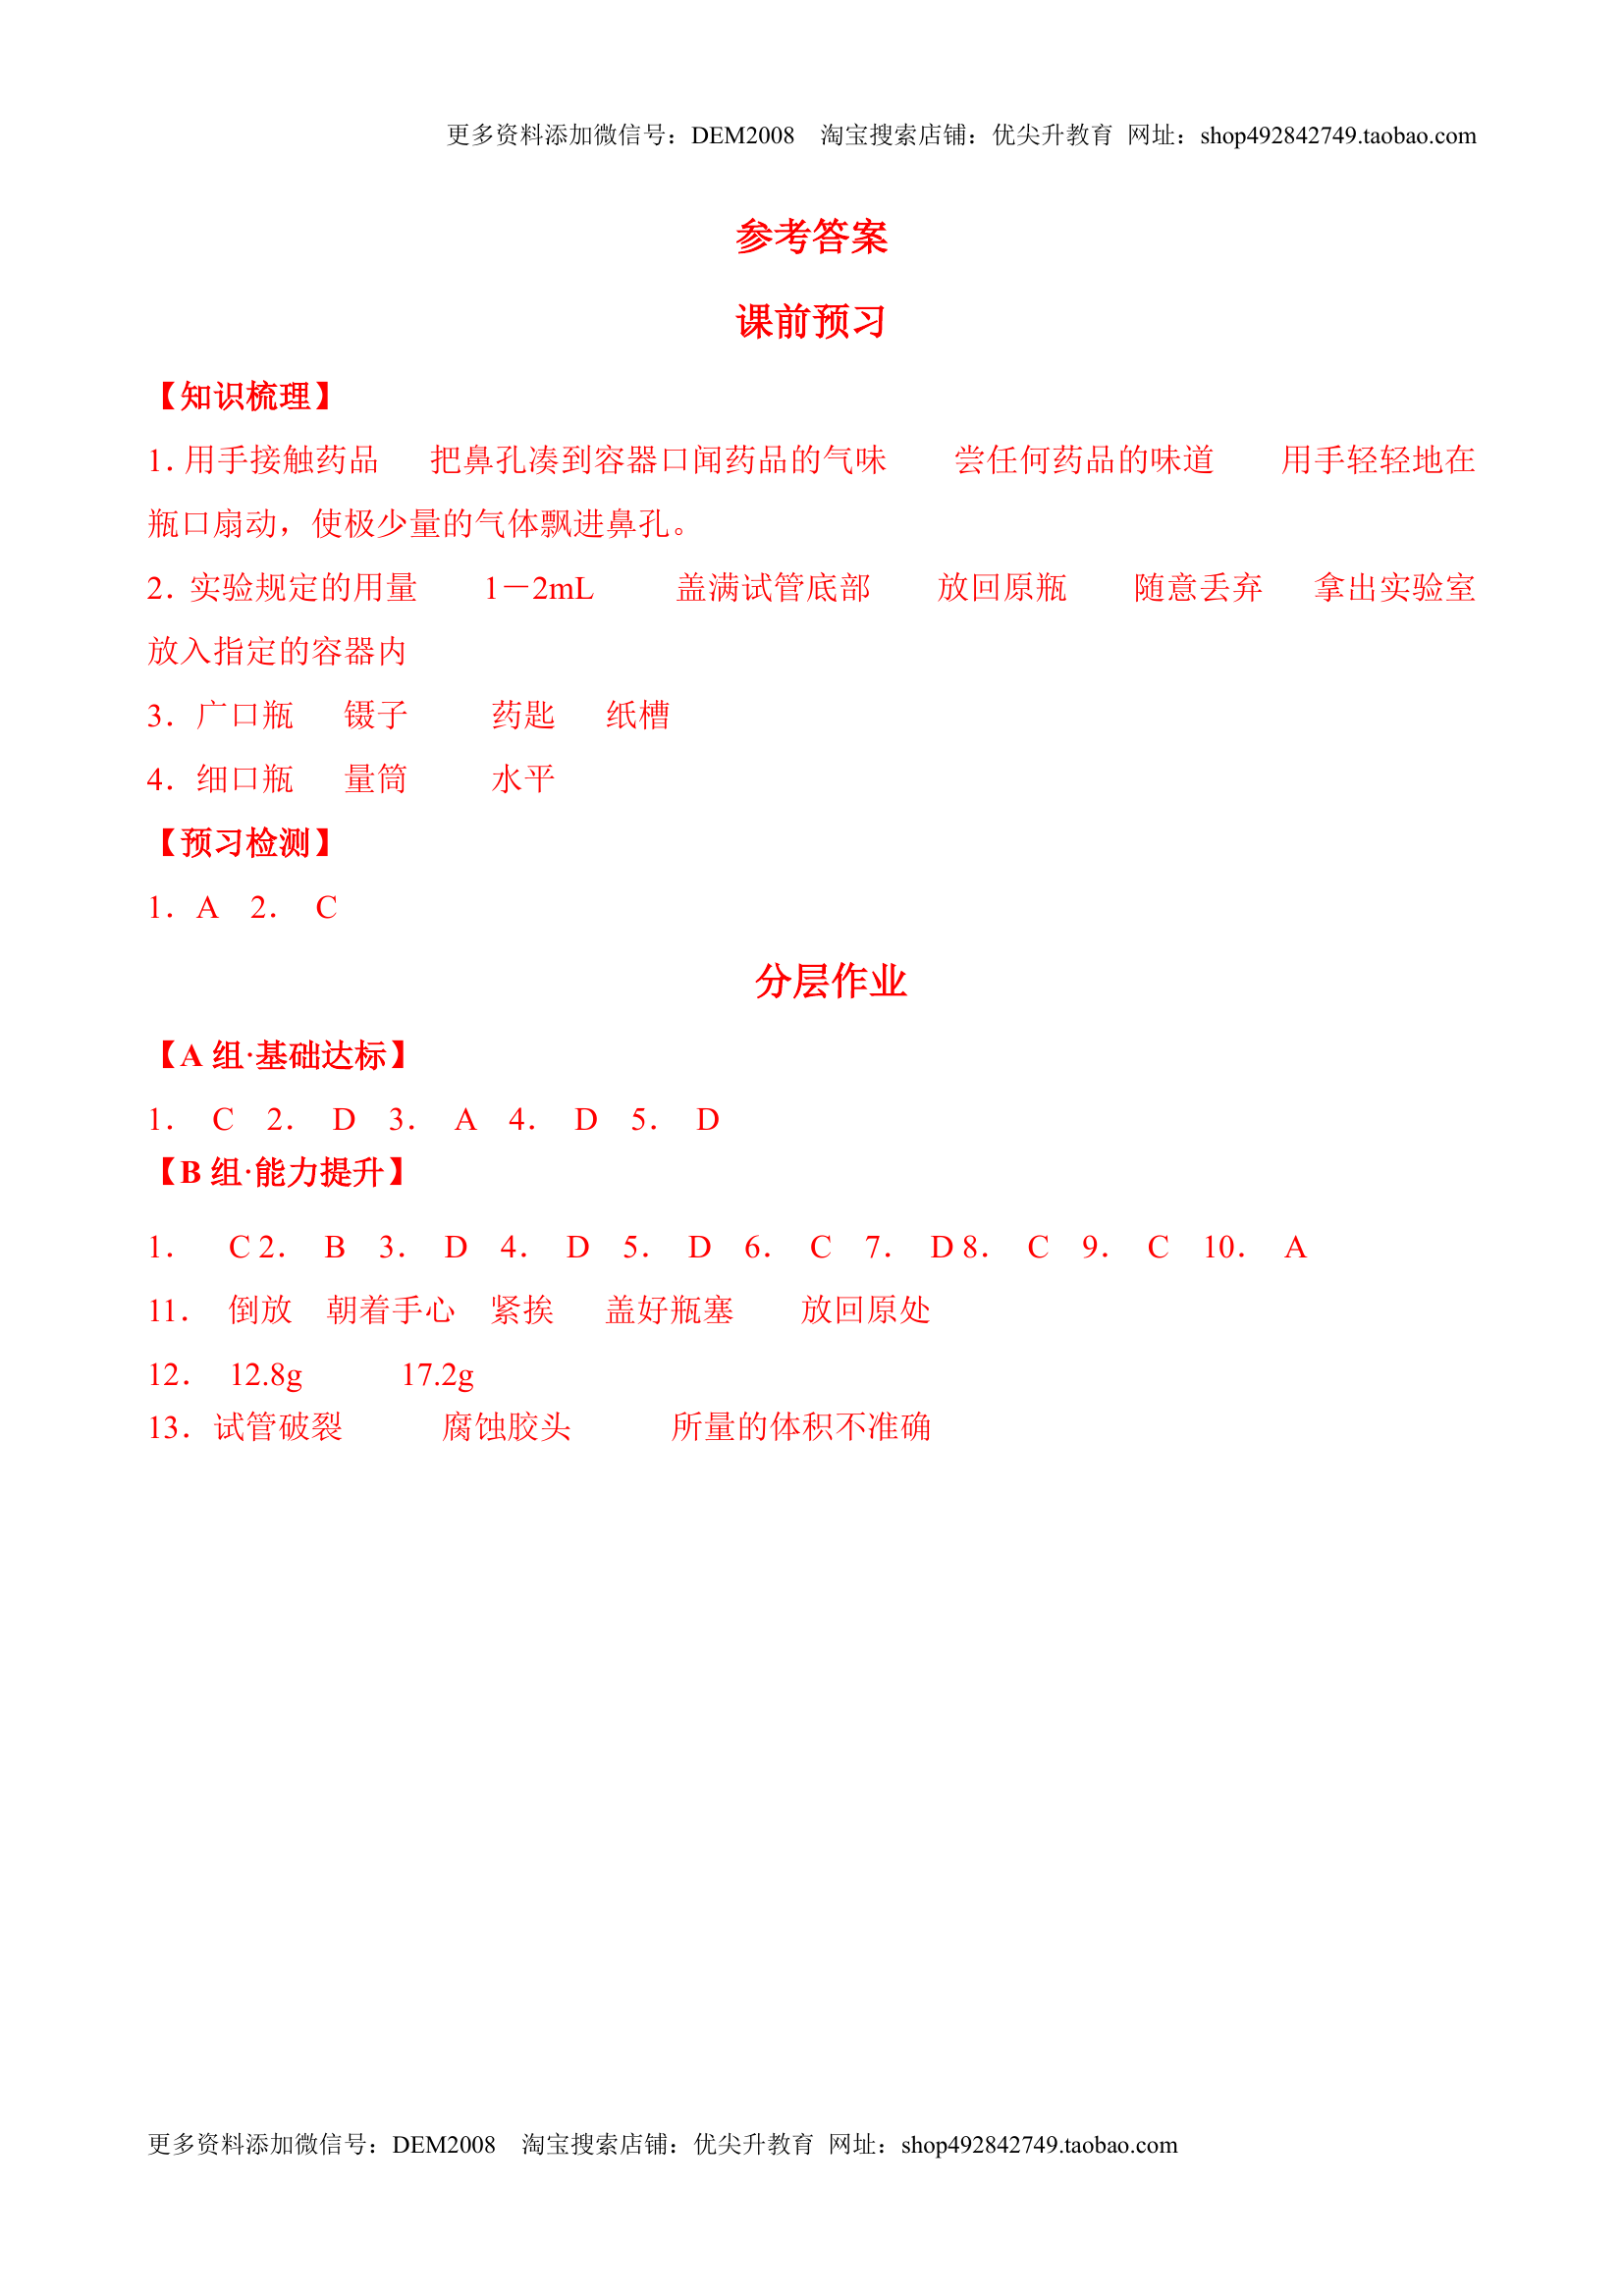 更多资料添加微信号：DEM2008 淘宝搜索店铺：优尖升教育 网址：shop492842749.taobao.com
参考答案
课前预习
【知识梳理】
1. 用手接触药品 把鼻孔凑到容器口闻药品的气味 尝任何药品的味道 用手轻轻地在
瓶口扇动，使极少量的气体飘进鼻孔。
2. 实验规定的用量 1－2mL 盖满试管底部 放回原瓶 随意丢弃 拿出实验室
放入指定的容器内
3．广口瓶 镊子 药匙 纸槽
4．细口瓶 量筒 水平
【预习检测】
1．A 2． C
分层作业
【A 组·基础达标】
1． C 2． D 3． A 4． D 5． D
【B 组·能力提升】
1． C 2． B 3． D 4． D 5． D 6． C 7． D 8． C 9． C 10． A
11． 倒放 朝着手心 紧挨 盖好瓶塞 放回原处
12． 12.8g 17.2g
13．试管破裂 腐蚀胶头 所量的体积不准确
更多资料添加微信号：DEM2008 淘宝搜索店铺：优尖升教育 网址：shop492842749.taobao.com